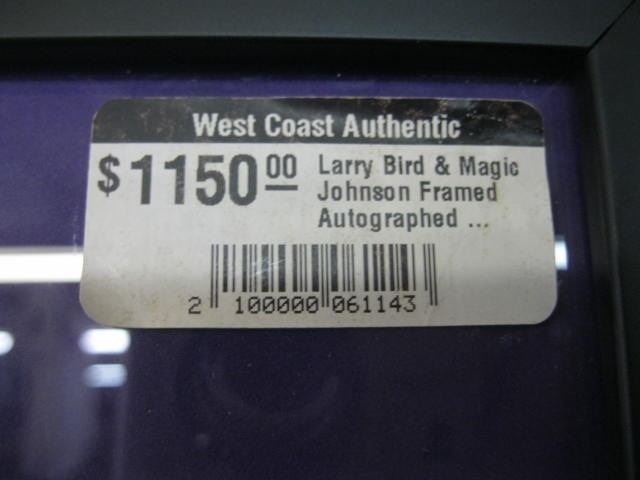 West Coast Authentic
$1150 00
Larry Bird & Magic
Johnson Framed
Autographed ...
2 100000 061143